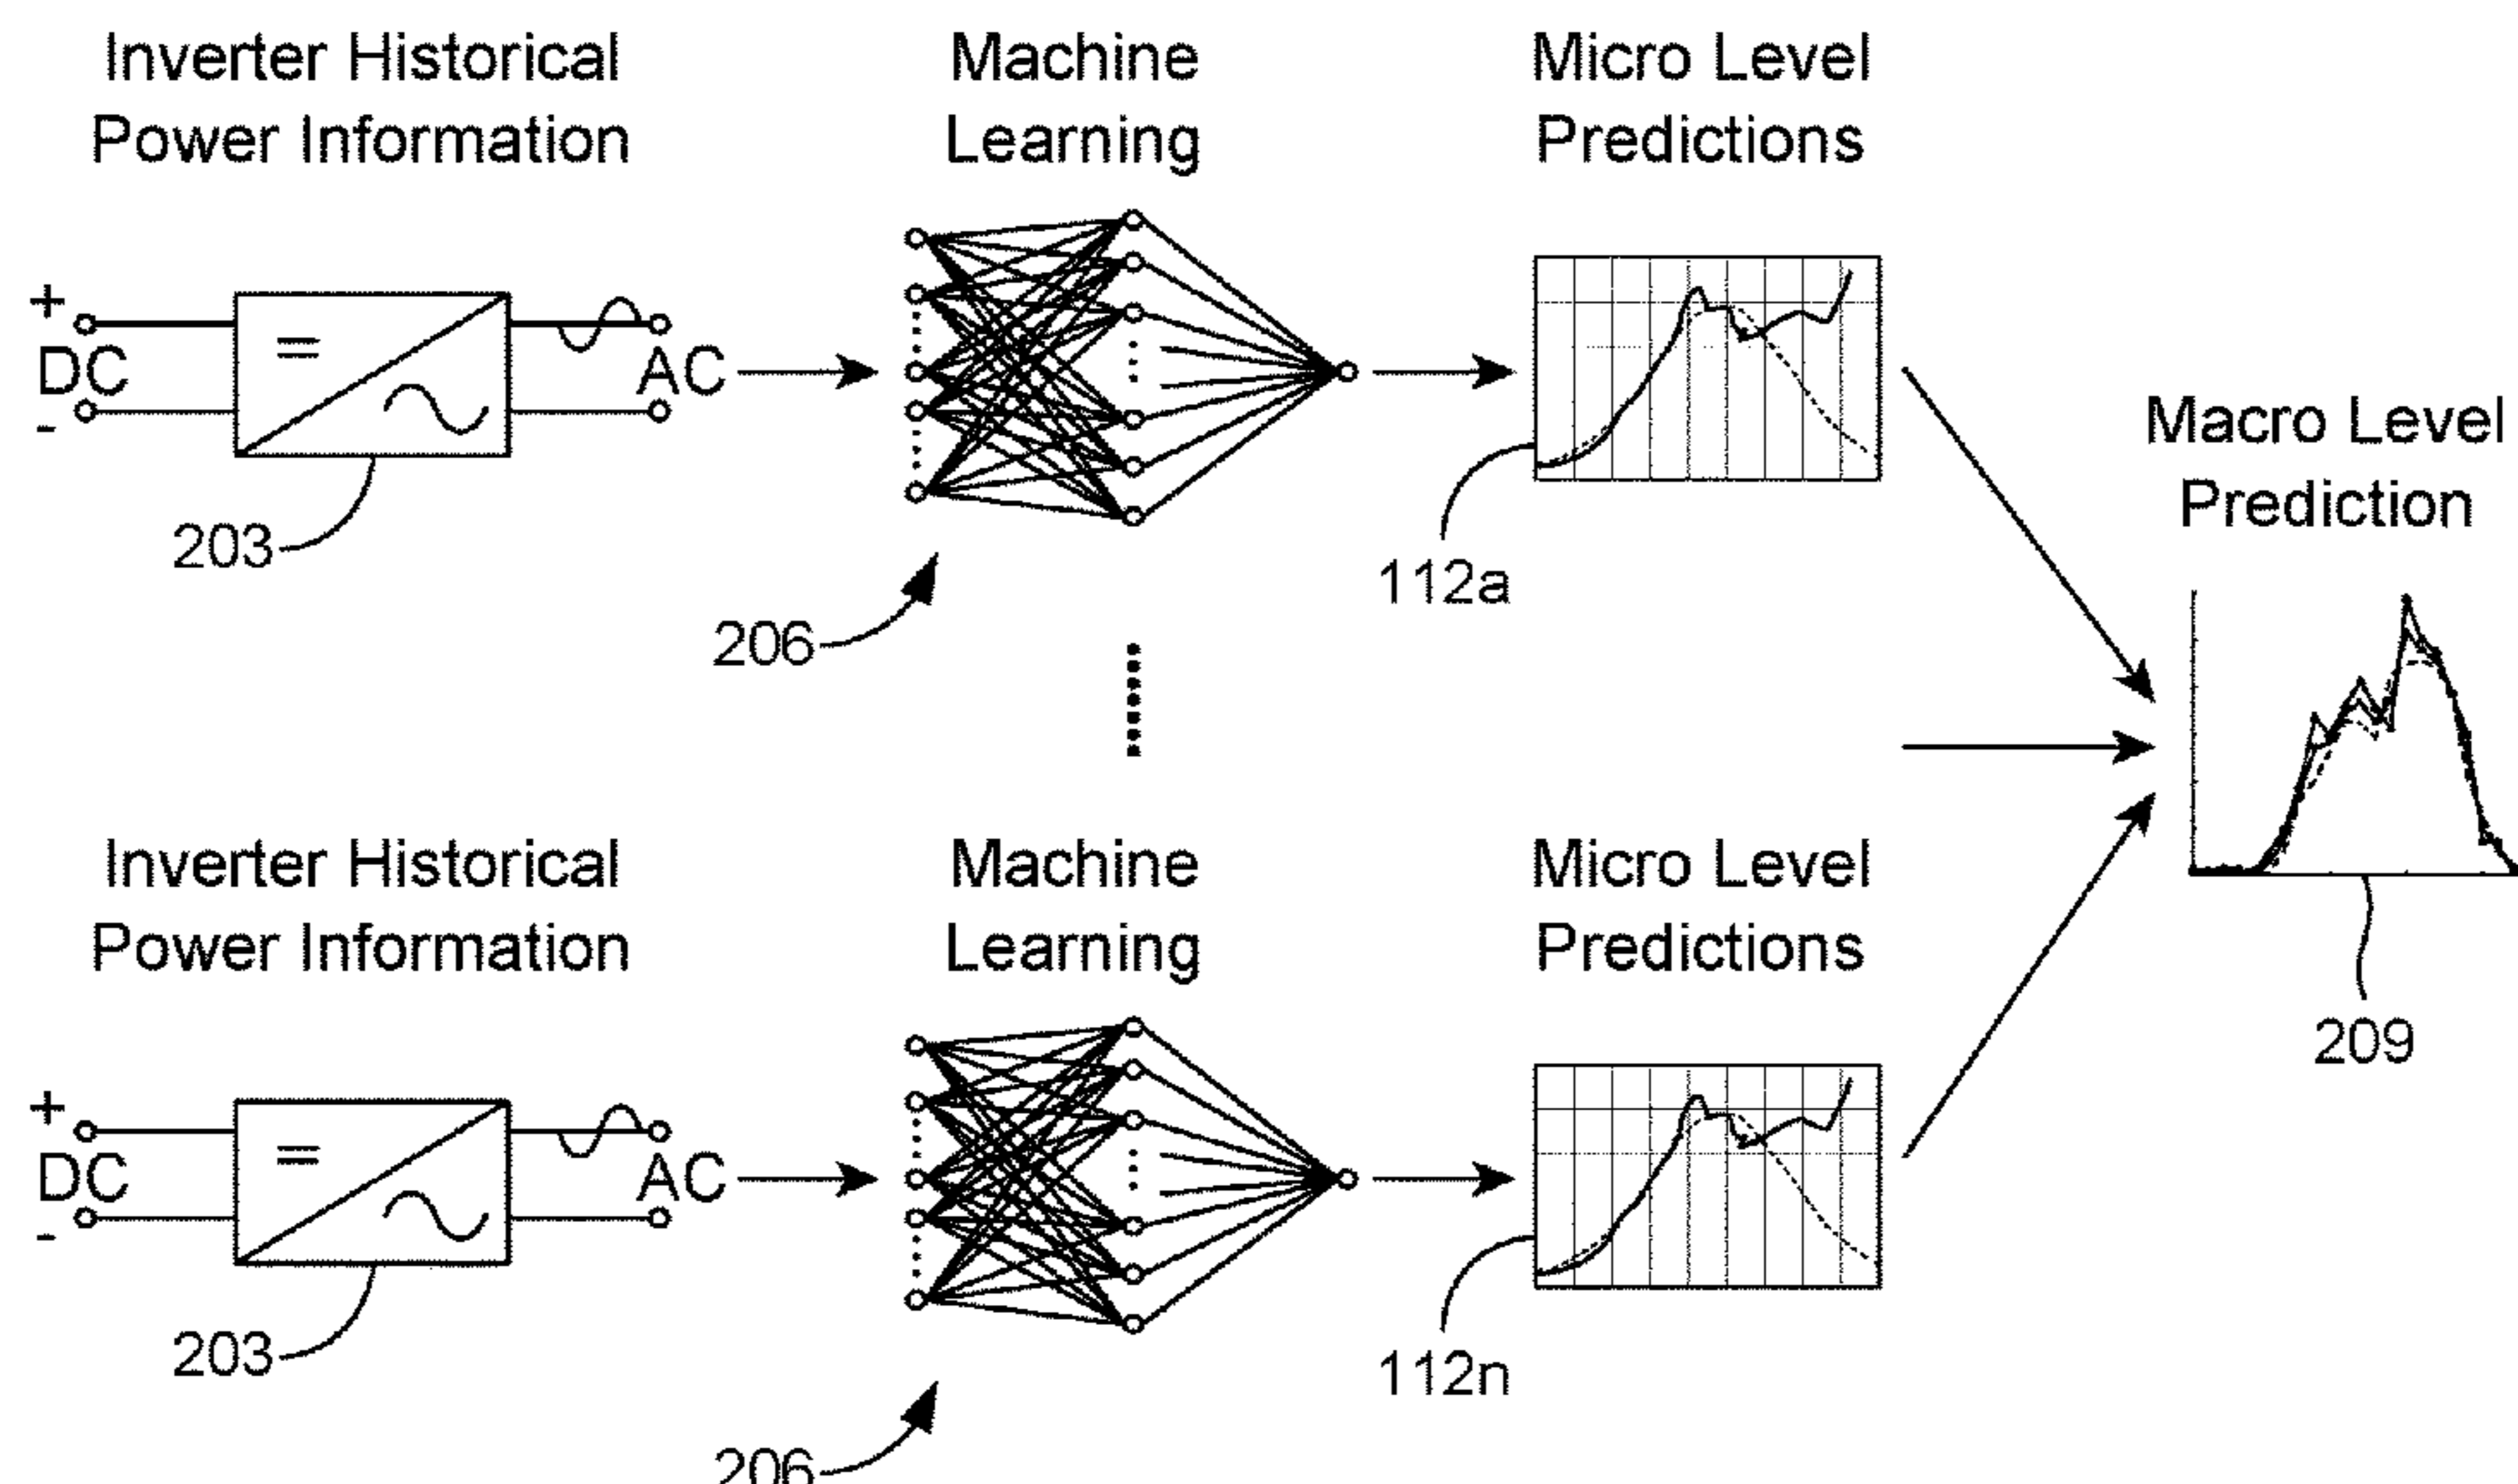 Inverter Historical
Power Information
Machine
Learning
Micro Level
Predictions
+
DC
-
=
AC
203
206
112a
Macro Level
Prediction
209
Inverter Historical
Power Information
Machine
Learning
Micro Level
Predictions
+
DC
-
=
AC
203
206
112n